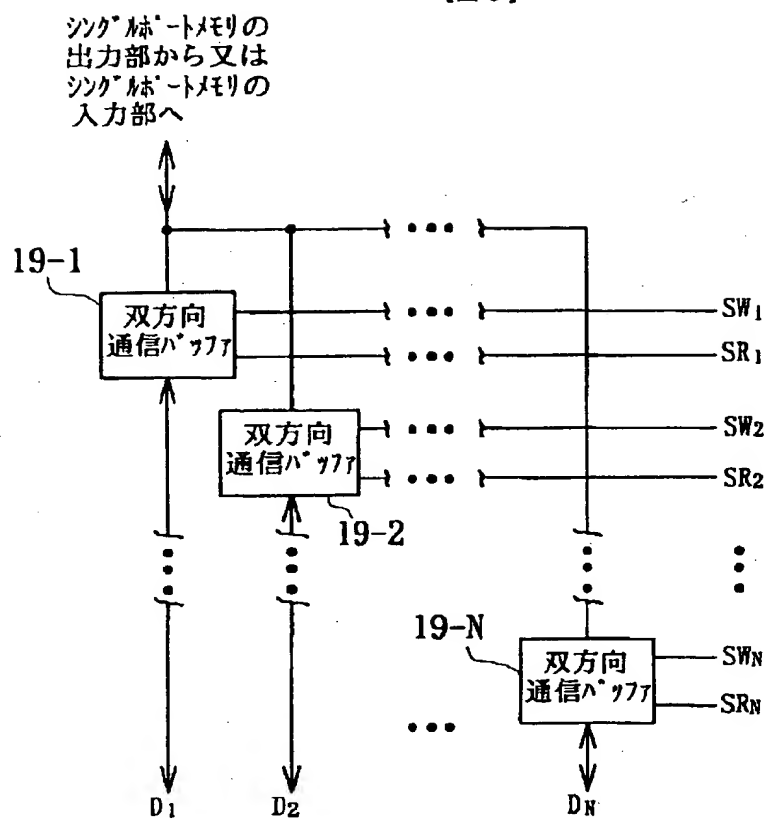 シングルポートメモリの
出力部から又は
シングルポートメモリの
入力部へ
19-1
双方向
通信バッファ
SW1
SR1
双方向
通信バッファ
SW2
SR2
19-2
19-N
双方向
通信バッファ
SWN
SRN
D1
D2
DN